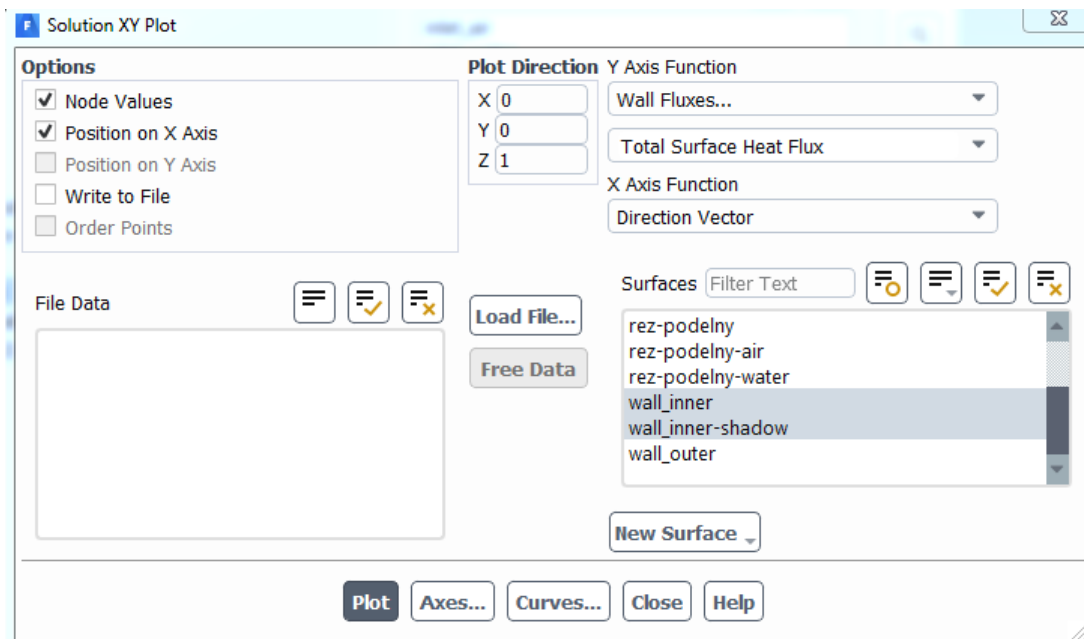 Solution XY Plot
Options
Node Values
Position on X Axis
Position on Y Axis
Write to File
Order Points
Plot Direction
X 0
Y 0
Z 1
Y Axis Function
Wall Fluxes...
Total Surface Heat Flux
X Axis Function
Direction Vector
File Data
Load File...
Free Data
Surfaces Filter Text
rez-podelny
rez-podelny-air
rez-podelny-water
wall_inner
wall_inner-shadow
wall_outer
New Surface
Plot Axes... Curves... Close Help